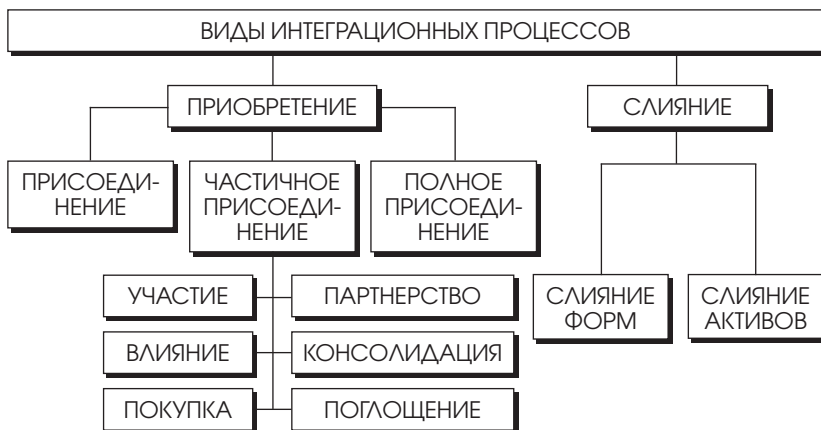 ВИДЫ ИНТЕГРАЦИОННЫХ ПРОЦЕССОВ
ПРИОБРЕТЕНИЕ
СЛИЯНИЕ
ПРИСОЕДИ-
НЕНИЕ
ЧАСТИЧНОЕ
ПРИСОЕДИ-
НЕНИЕ
ПОЛНОЕ
ПРИСОЕДИ-
НЕНИЕ
УЧАСТИЕ
ПАРТНЕРСТВО
СЛИЯНИЕ
ФОРМ
СЛИЯНИЕ
АКТИВОВ
ВЛИЯНИЕ
КОНСОЛИДАЦИЯ
ПОКУПКА
ПОГЛОЩЕНИЕ